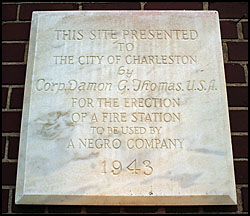 THIS SITE PRESENTED
TO
THE CITY OF CHARLESTON
by
Corp. Damon G. Thomas, U.S.A.
FOR THE ERECTION
OF A FIRE STATION
TO BE USED BY
A NEGRO COMPANY
1943